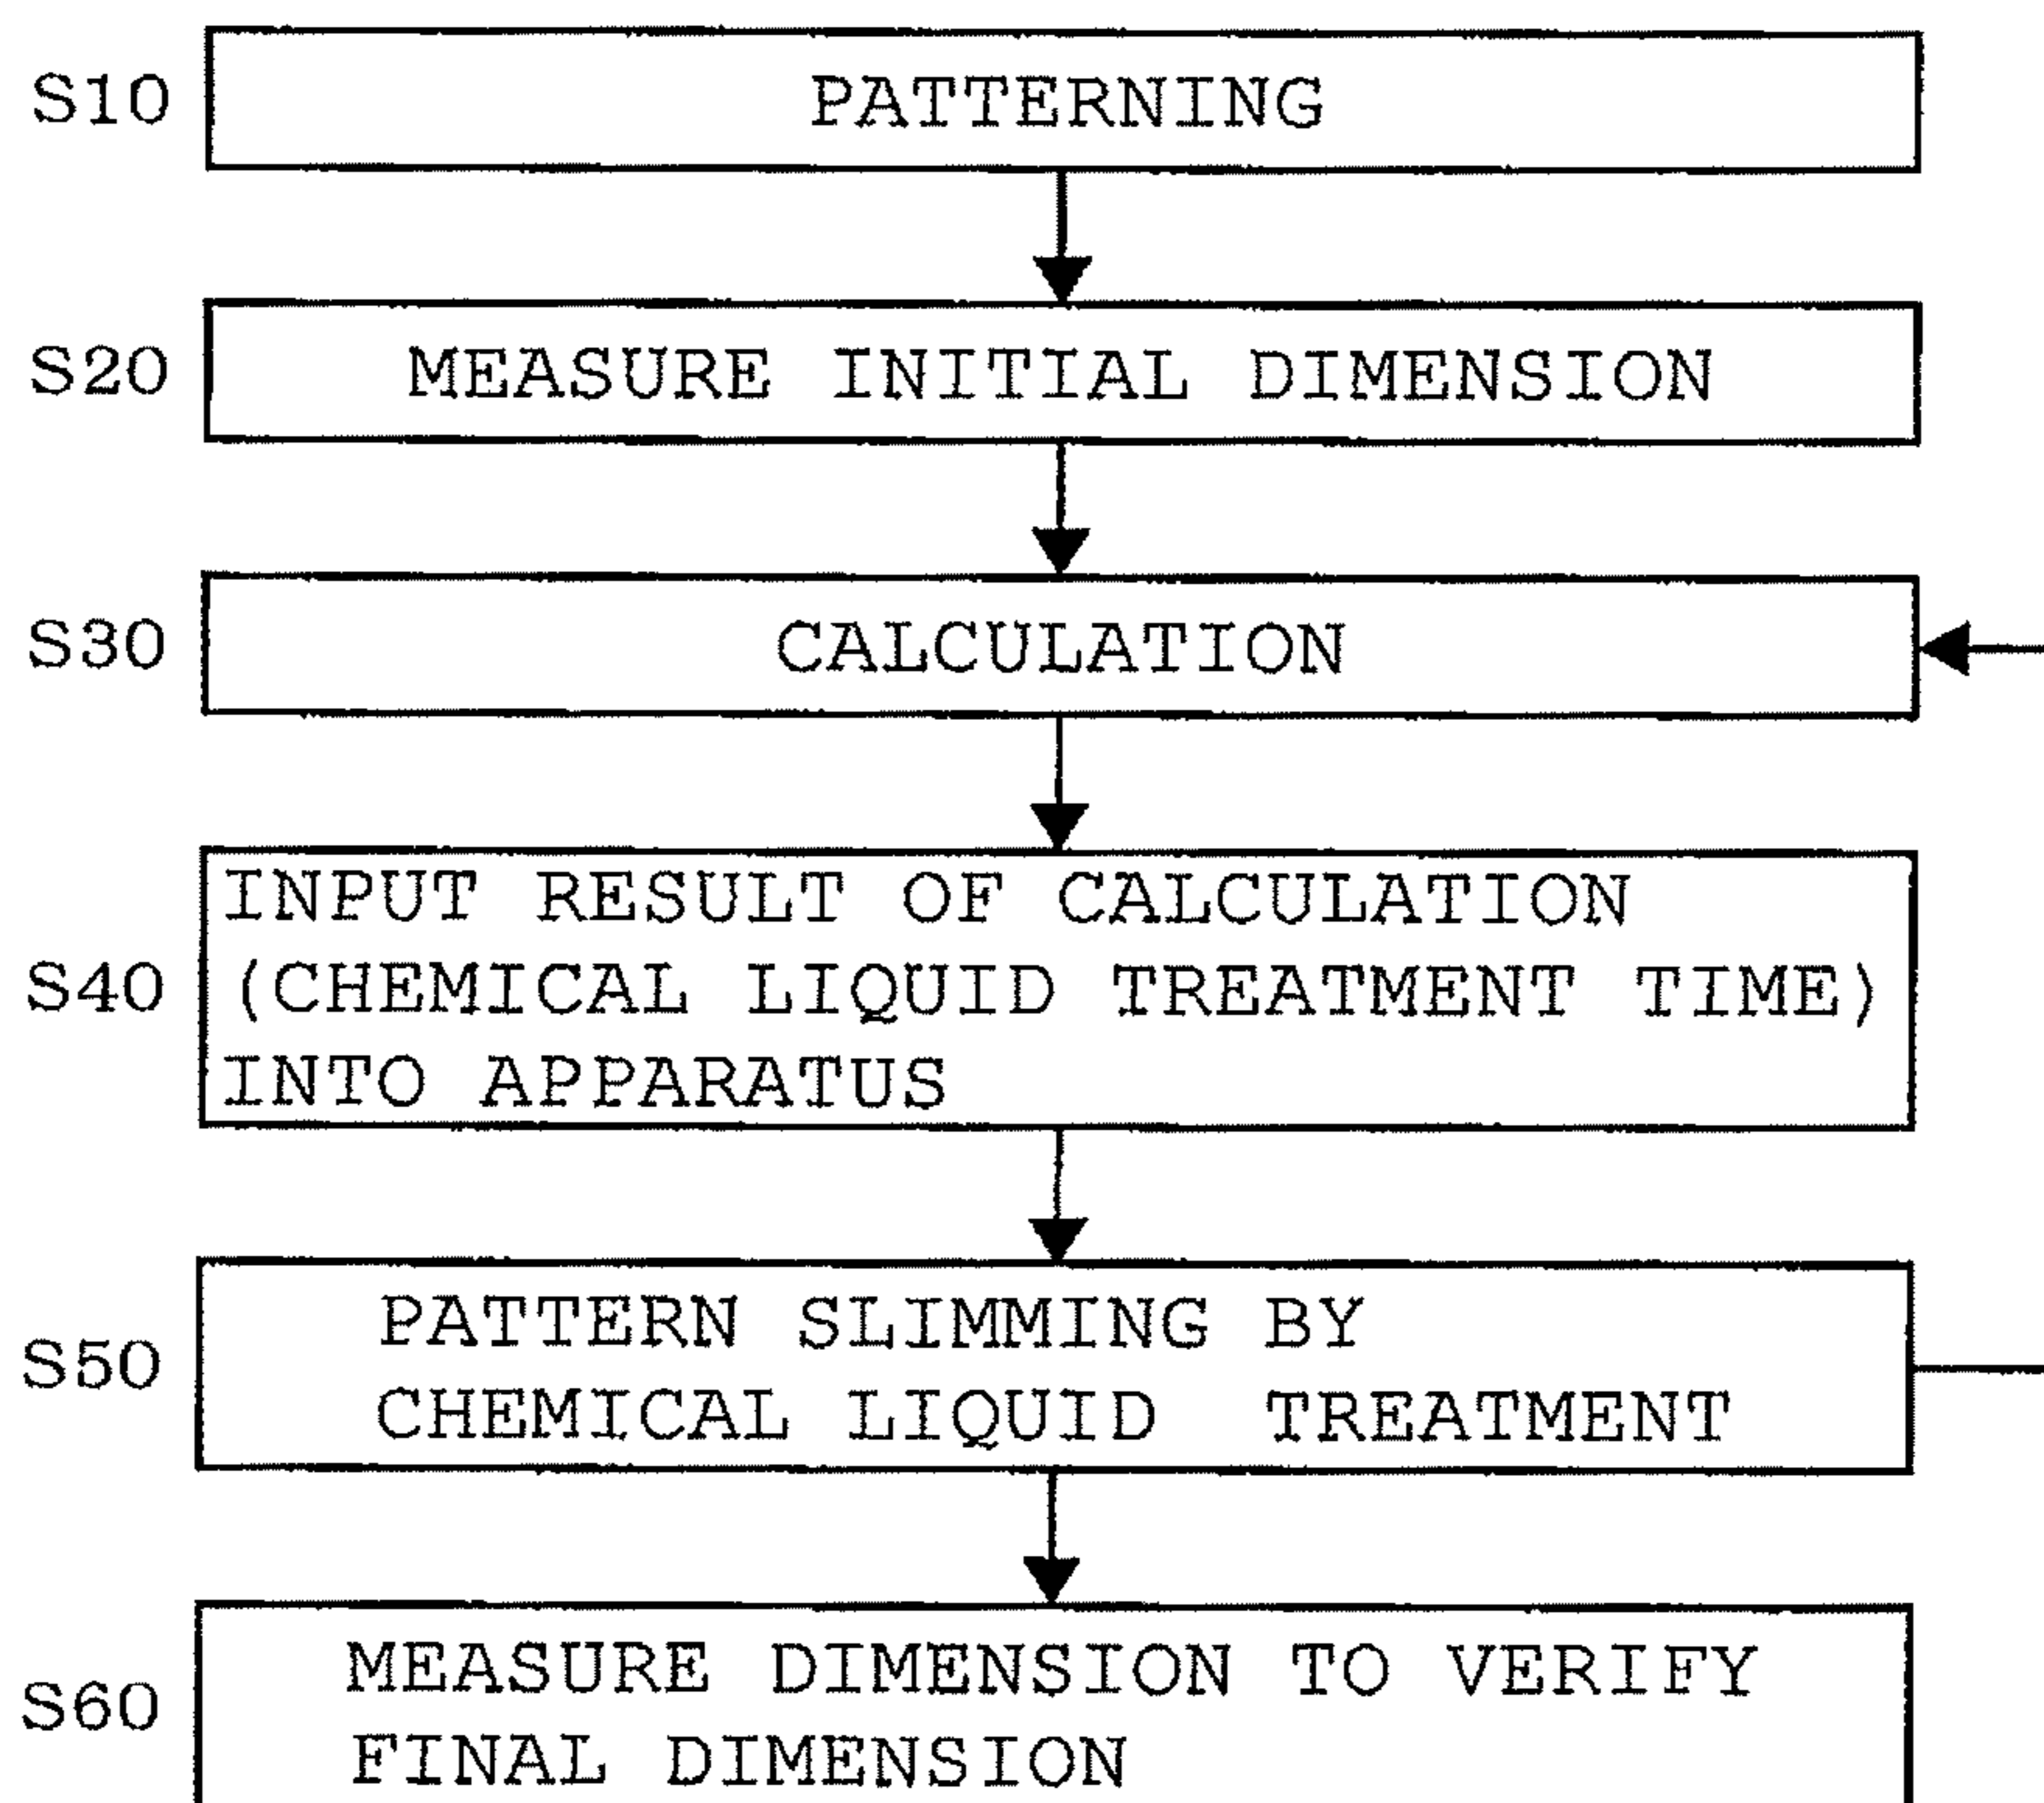 S10 PATTERNING
S20 MEASURE INITIAL DIMENSION
S30 CALCULATION
INPUT RESULT OF CALCULATION
S40 (CHEMICAL LIQUID TREATMENT TIME)
INTO APPARATUS
PATTERN SLIMMING BY
S50
CHEMICAL LIQUID TREATMENT
MEASURE DIMENSION TO VERIFY
S60
FINAL DIMENSION